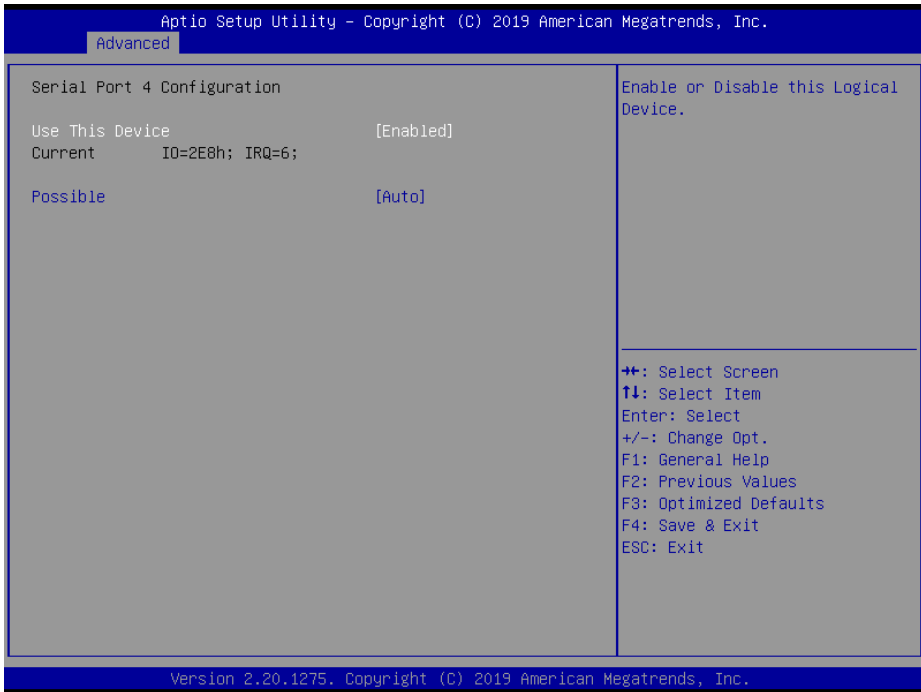 Aptio Setup Utility – Copyright (C) 2019 American Megatrends, Inc.
Advanced
Serial Port 4 Configuration
Use This Device [Enabled]
Current IO=2E8h; IRQ=6;
Possible [Auto]
Enable or Disable this Logical
Device.
→←: Select Screen
↑↓: Select Item
Enter: Select
+/-: Change Opt.
F1: General Help
F2: Previous Values
F3: Optimized Defaults
F4: Save & Exit
ESC: Exit
Version 2.20.1275. Copyright (C) 2019 American Megatrends, Inc.